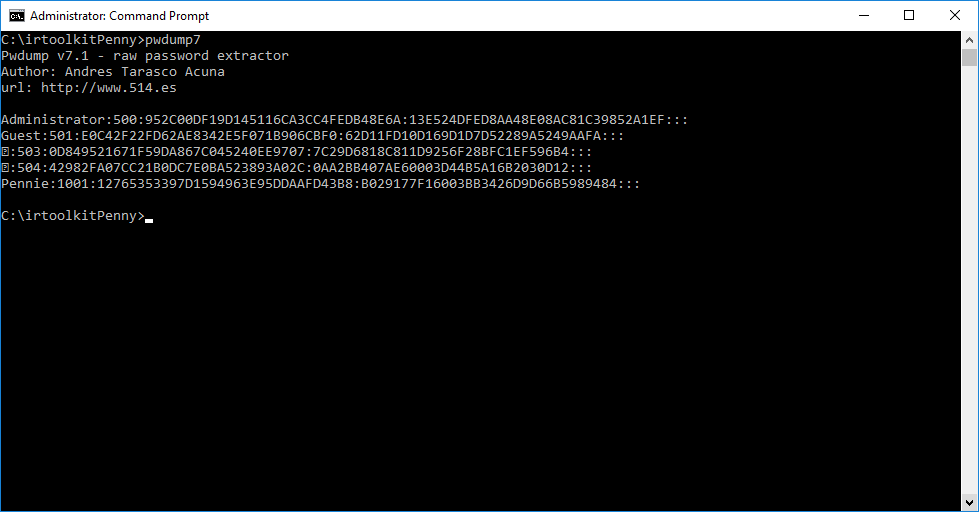 Administrator: Command Prompt
C:\irtoolkitPenny>pwdump7
Pwdump v7.1 - raw password extractor
Author: Andres Tarasco Acuna
url: http://www.514.es
Administrator:500:952C00DF19D145116CA3CC4FEDB48E6A:13E524DFED8AA48E08AC81C39852A1EF:::
Guest:501:E0C42F22FD62AE8342E5F071B906CBF0:62D11FD10D169D1D7D52289A5249AAFA:::
⍰:503:0D849521671F59DA867C045240EE9707:7C29D6818C811D9256F28BFC1EF596B4:::
⍰:504:42982FA07CC21B0DC7E0BA523893A02C:0AA2BB407AE60003D44B5A16B2030D12:::
Pennie:1001:12765353397D1594963E95DDAAFD43B8:B029177F16003BB3426D9D66B5989484:::
C:\irtoolkitPenny>